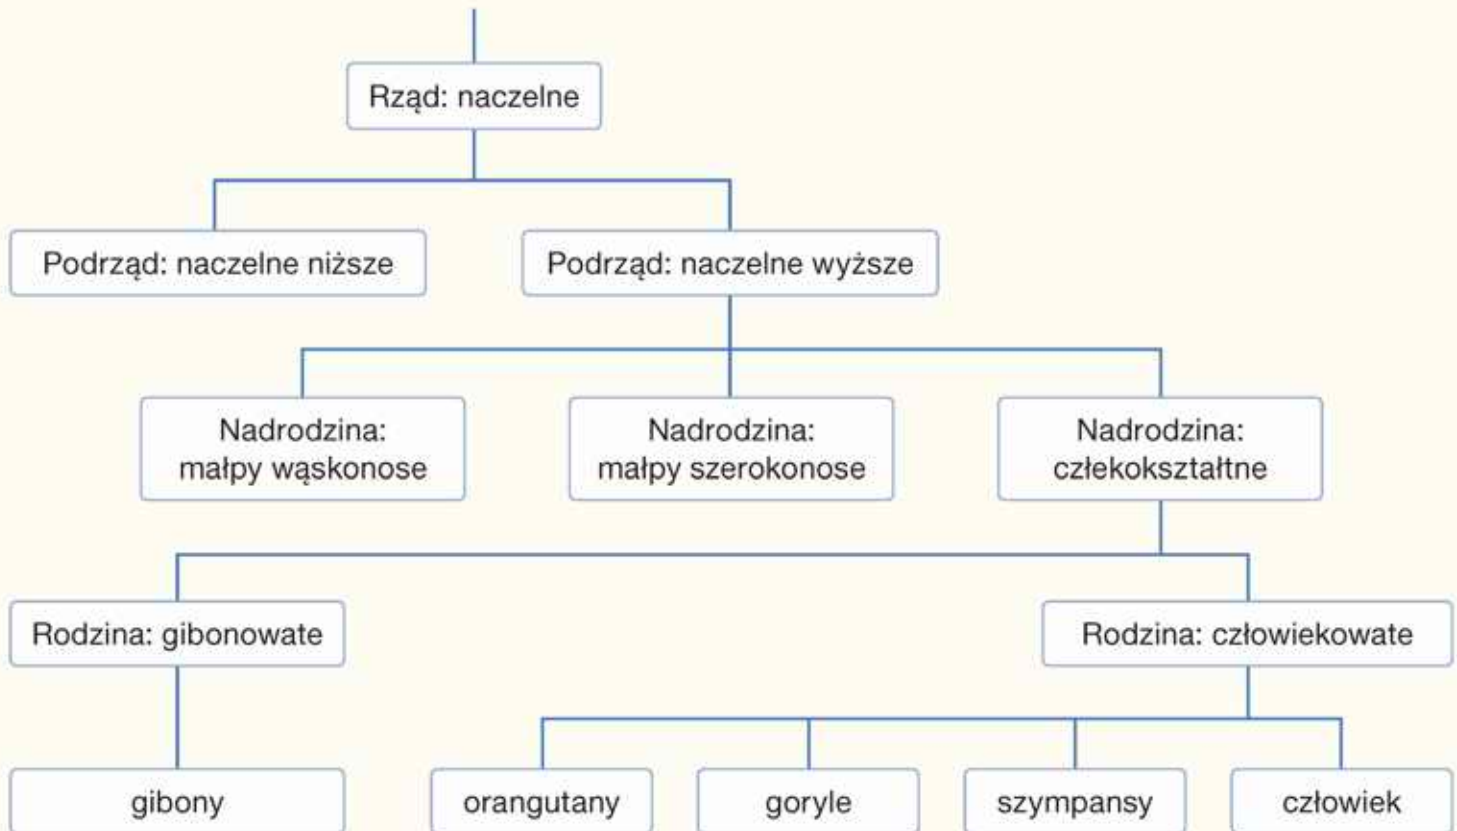 Rząd: naczelne
Podrząd: naczelne niższe
Podrząd: naczelne wyższe
Nadrodzina:
małpy wąskonose
Nadrodzina:
małpy szerokonose
Nadrodzina:
człekokształtne
Rodzina: gibonowate
Rodzina: człowiekowate
gibony
orangutany
goryle
szympansy
człowiek